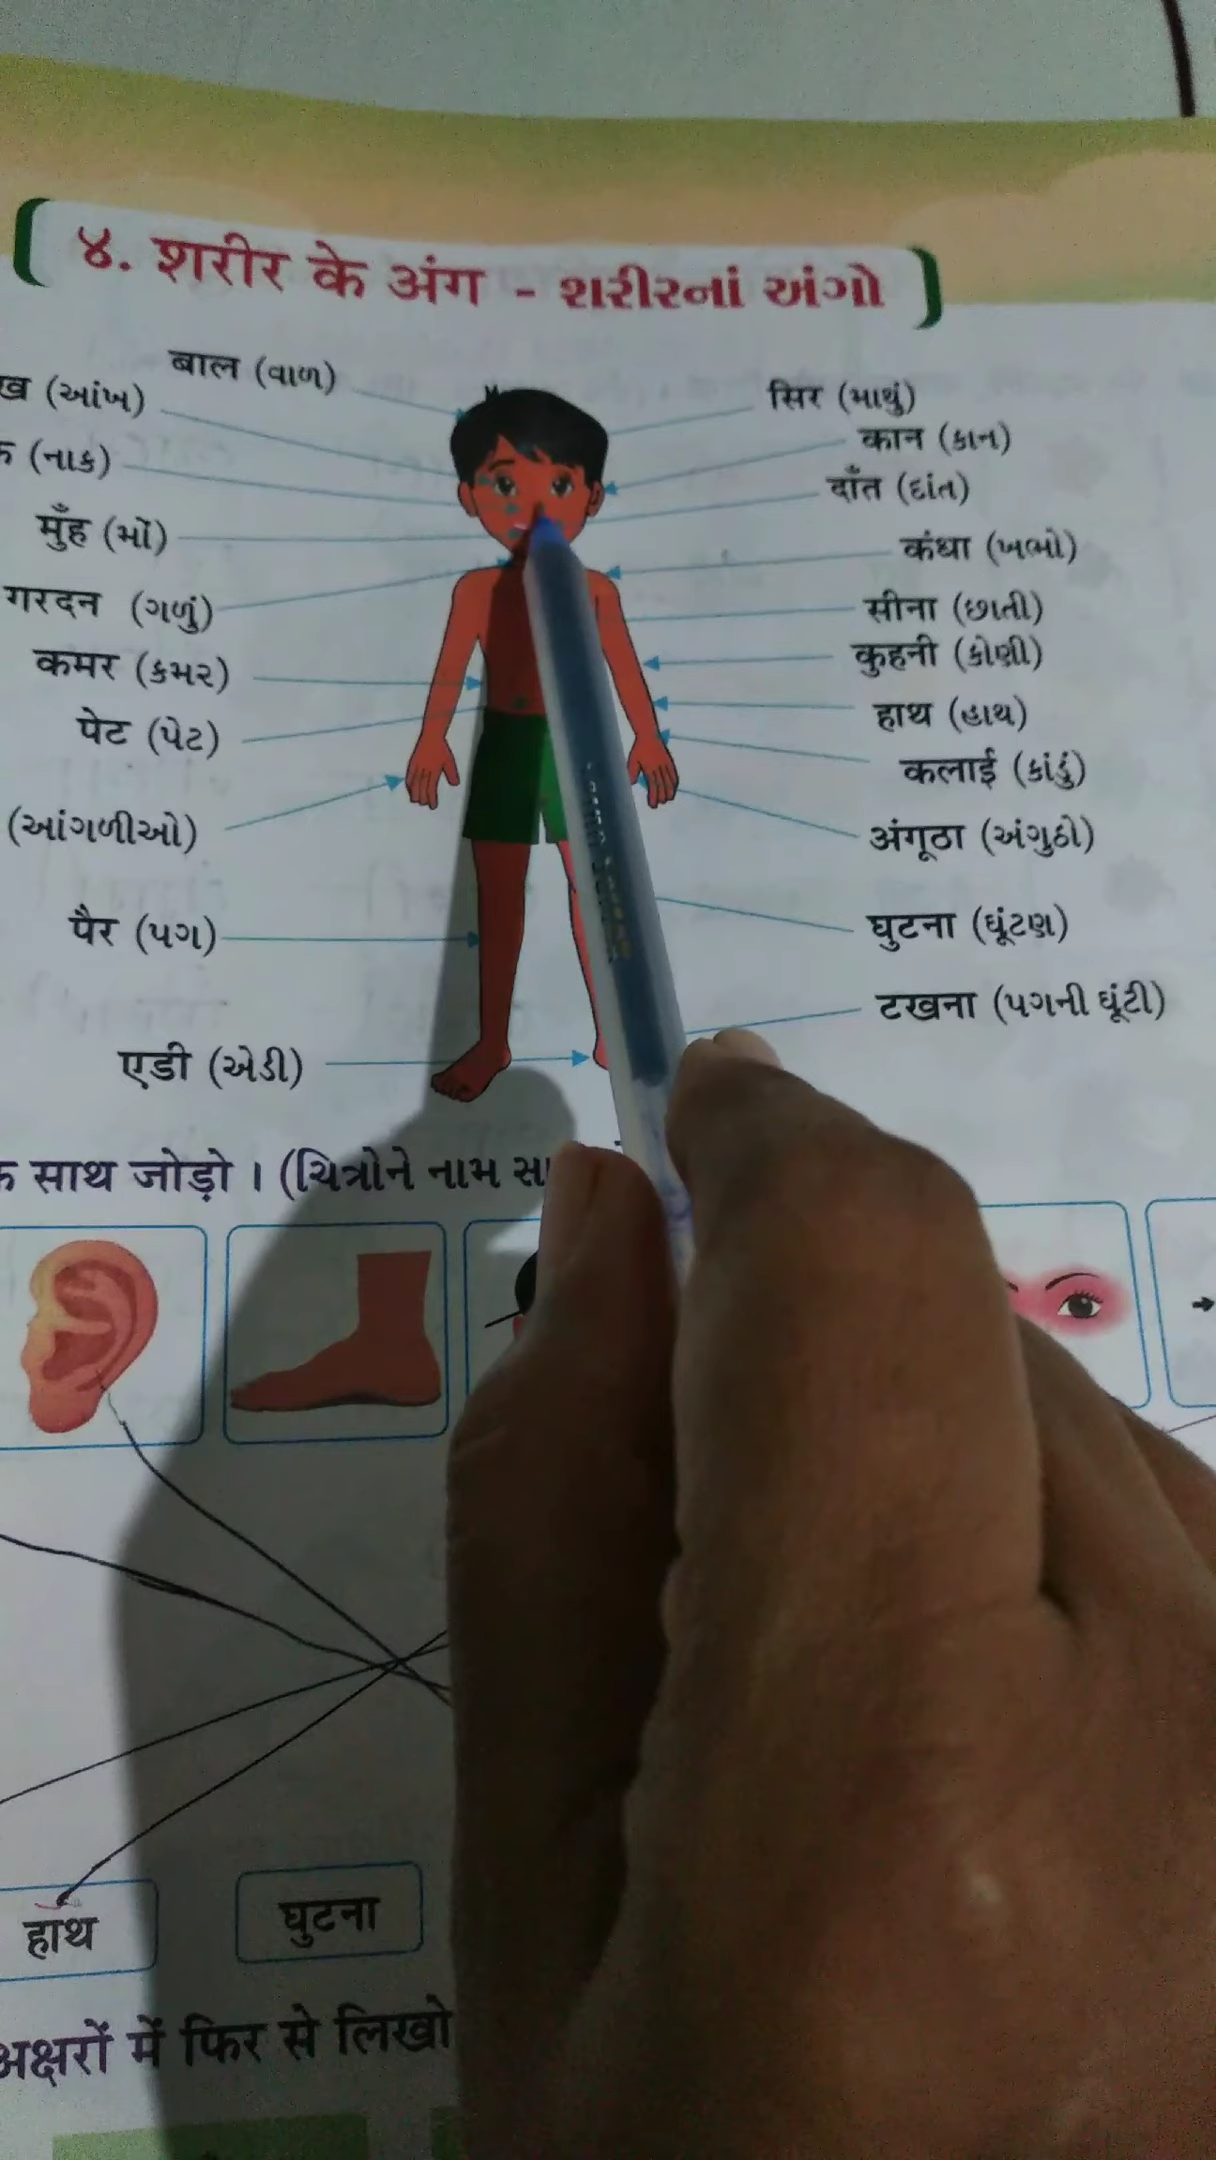 ४. शरीर के अंग - શરીરનાં અંગો
बाल (વાળ)
(આંખ)
(નાક)
मुँह (મોં)
गरदन (ગળું)
कमर (કમર)
पेट (પેટ)
(આંગળીઓ)
पैर (પગ)
एडी (એડી)
सिर (માથું)
कान (કાન)
दाँत (દાંત)
कंधा (ખભો)
सीना (છાતી)
कुहनी (કોણી)
हाथ (હાથ)
कलाई (કાંડું)
अंगूठा (અંગુઠો)
घुटना (ઘૂંટણ)
टखना (પગની ઘૂંટી)
साथ जोड़ो । (ચિત્રોને નામ
हाथ
घुटना
अक्षरों में फिर से लिखो